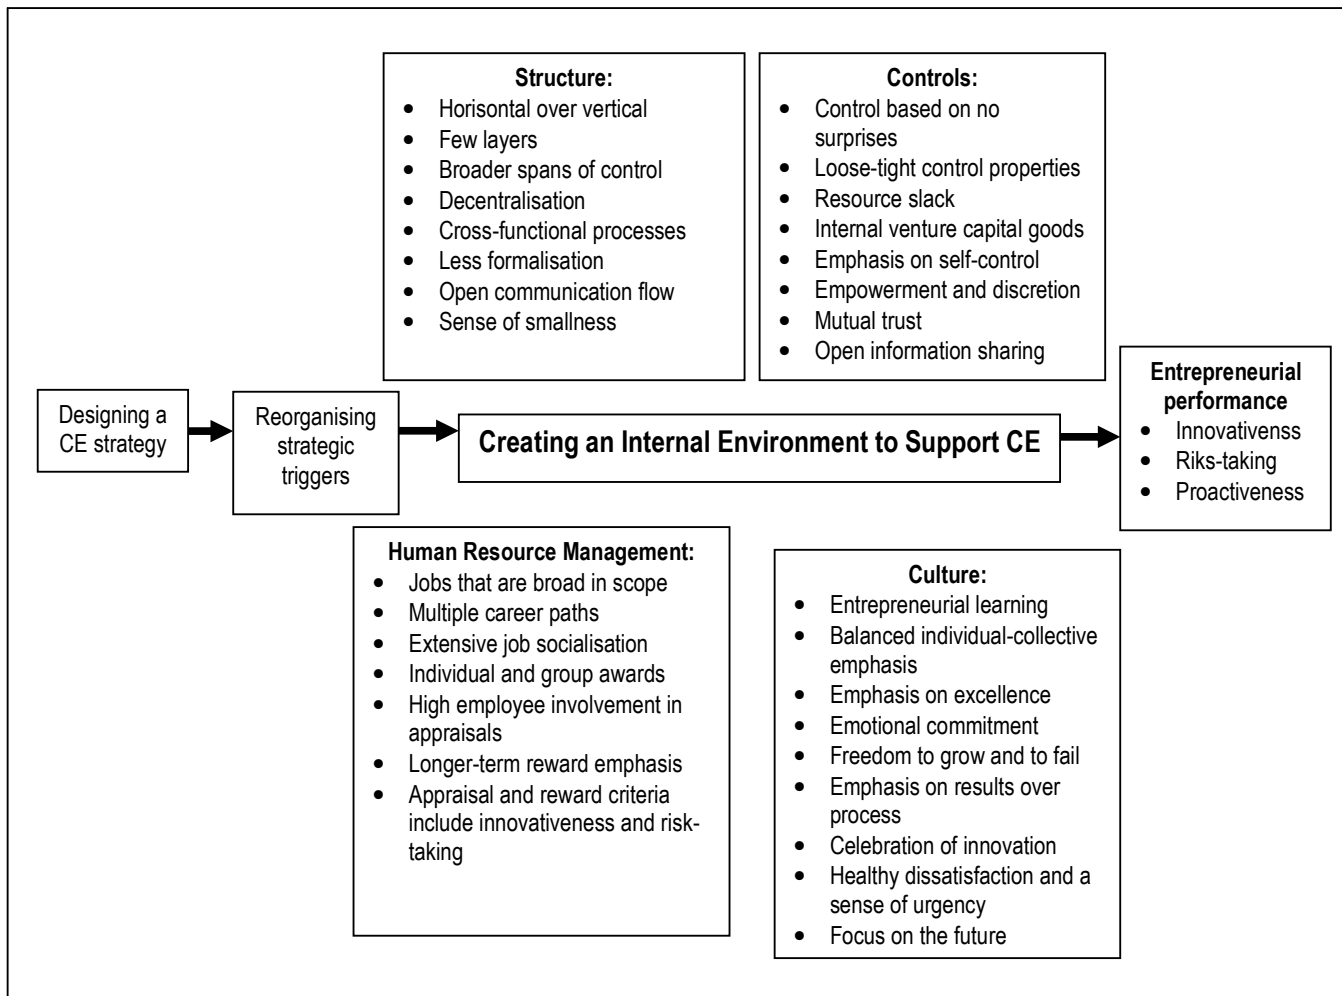 Structure:
• Horisontal over vertical
• Few layers
• Broader spans of control
• Decentralisation
• Cross-functional processes
• Less formalisation
• Open communication flow
• Sense of smallness
Controls:
• Control based on no
surprises
• Loose-tight control properties
• Resource slack
• Internal venture capital goods
• Emphasis on self-control
• Empowerment and discretion
• Mutual trust
• Open information sharing
Designing a
CE strategy
Reorganising
strategic
triggers
Creating an Internal Environment to Support CE
Entrepreneurial
performance
• Innovativenss
• Riks-taking
• Proactiveness
Human Resource Management:
• Jobs that are broad in scope
• Multiple career paths
• Extensive job socialisation
• Individual and group awards
• High employee involvement in
appraisals
• Longer-term reward emphasis
• Appraisal and reward criteria
include innovativeness and risk-
taking
Culture:
• Entrepreneurial learning
• Balanced individual-collective
emphasis
• Emphasis on excellence
• Emotional commitment
• Freedom to grow and to fail
• Emphasis on results over
process
• Celebration of innovation
• Healthy dissatisfaction and a
sense of urgency
• Focus on the future